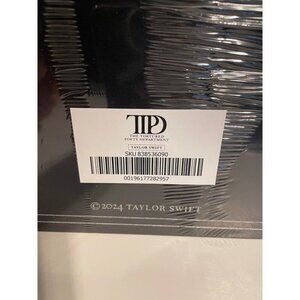 TTPD
THE TORTURED
POETS DEPARTMENT
TAYLOR SWIFT
SKU 838536090
00196177282957
©2024 TAYLOR SWIFT